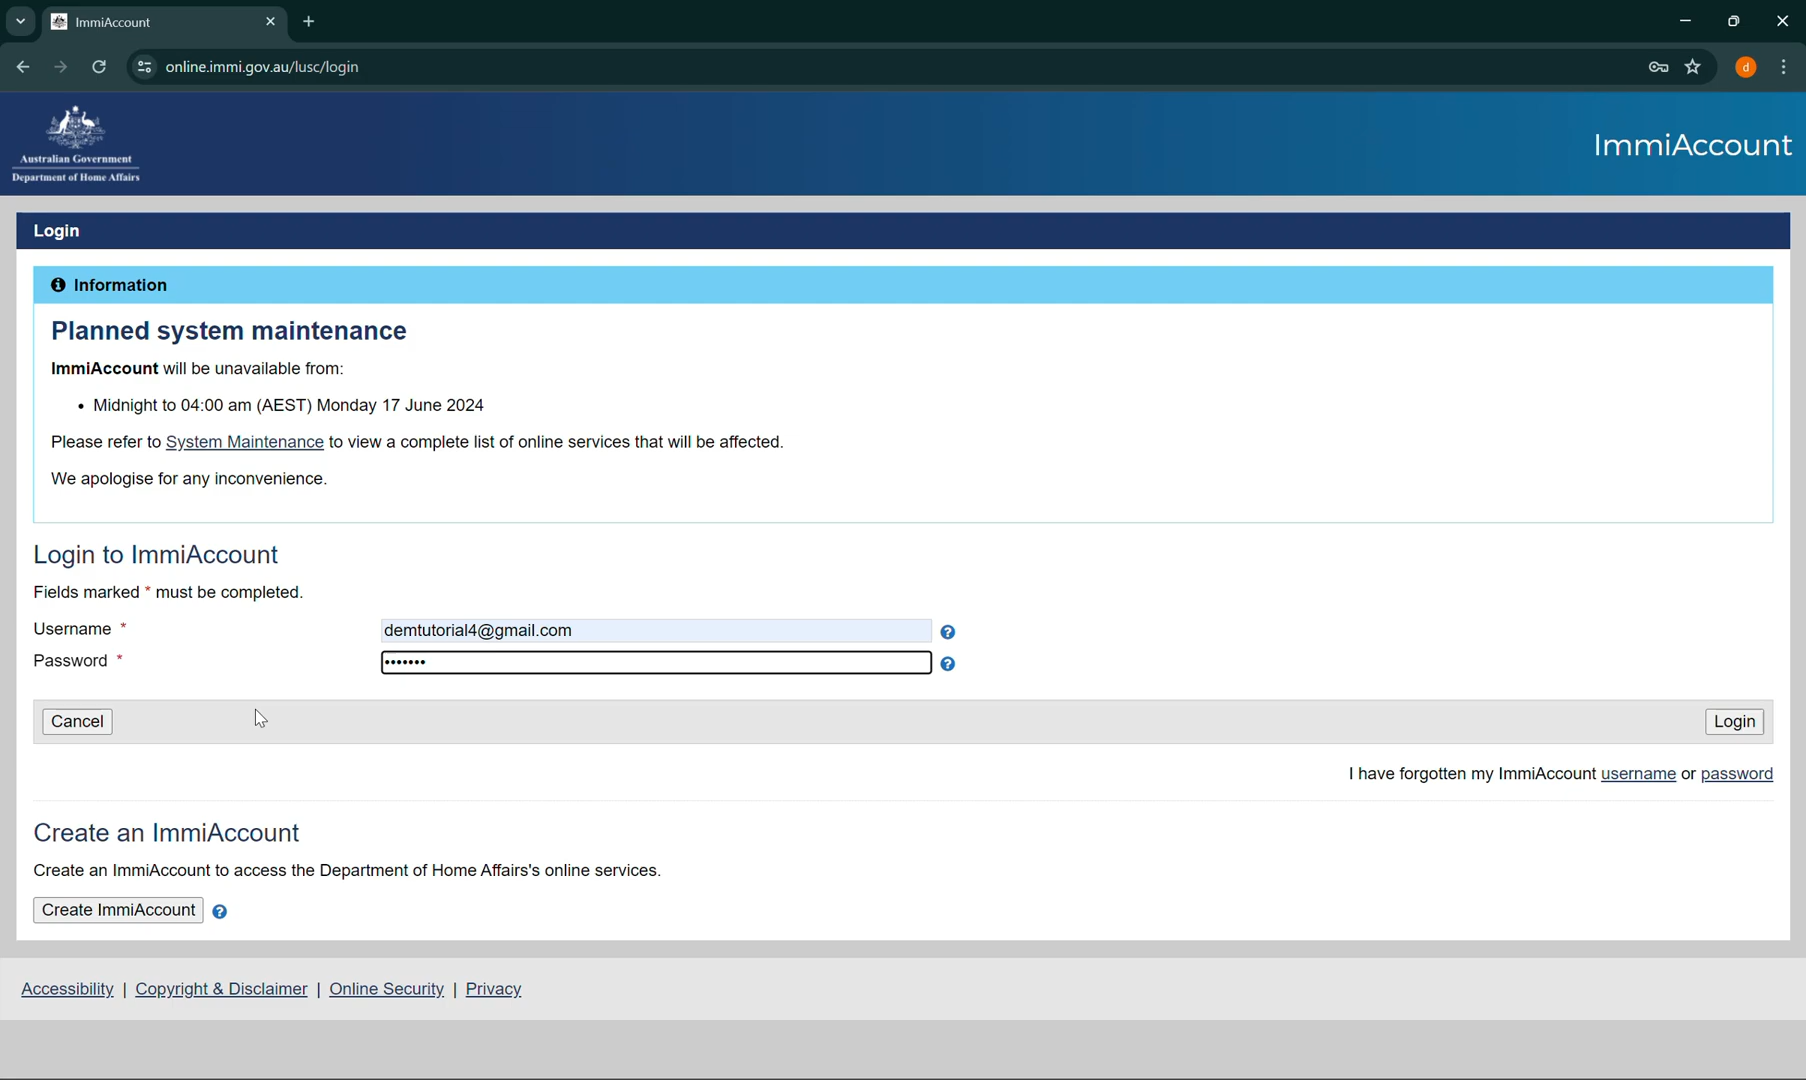 ImmiAccount
online.immi.gov.au/lusc/login
d
Australian Government
Department of Home Affairs
ImmiAccount
Login
Information
Planned system maintenance
ImmiAccount will be unavailable from:
• Midnight to 04:00 am (AEST) Monday 17 June 2024
Please refer to System Maintenance to view a complete list of online services that will be affected.
We apologise for any inconvenience.
Login to ImmiAccount
Fields marked * must be completed.
Username * demtutorial4@gmail.com
Password * •••••••
Cancel Login
I have forgotten my ImmiAccount username or password
Create an ImmiAccount
Create an ImmiAccount to access the Department of Home Affairs's online services.
Create ImmiAccount
Accessibility | Copyright & Disclaimer | Online Security | Privacy